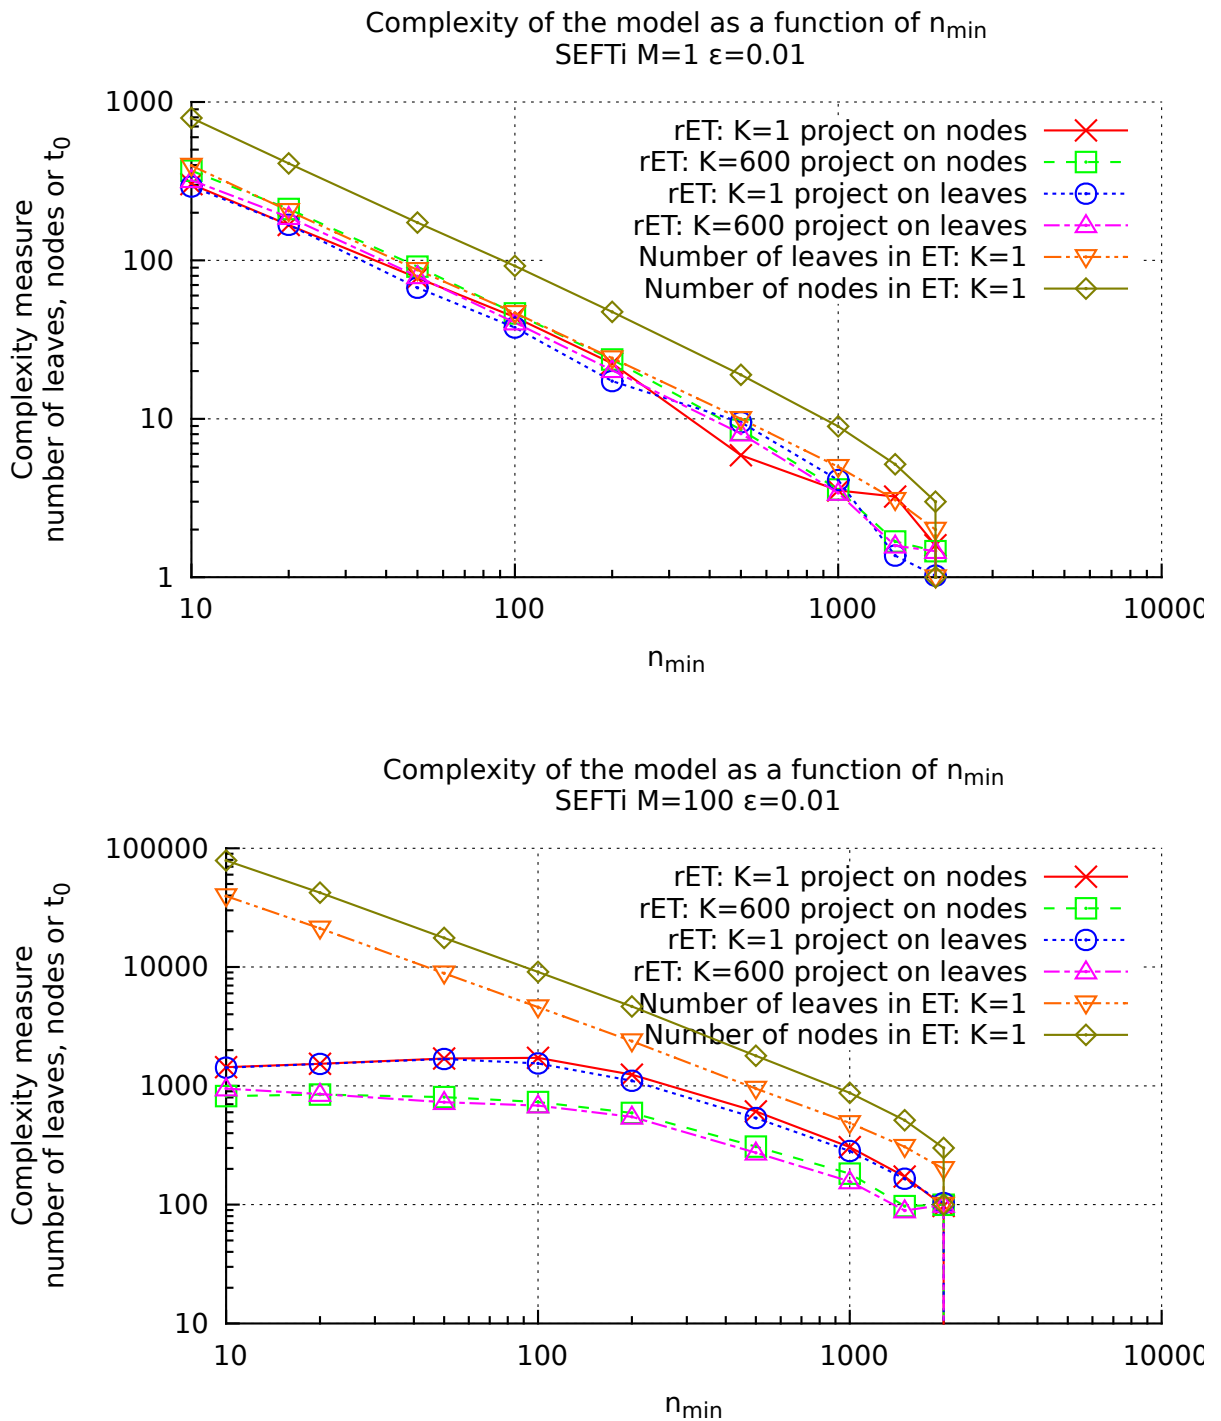 Complexity of the model as a function of n_min
SEFTi M=1 ε=0.01
Complexity measure
number of leaves, nodes or t_0
1000
100
10
1
rET: K=1 project on nodes
rET: K=600 project on nodes
rET: K=1 project on leaves
rET: K=600 project on leaves
Number of leaves in ET: K=1
Number of nodes in ET: K=1
10 100 1000 10000
n_min
Complexity of the model as a function of n_min
SEFTi M=100 ε=0.01
Complexity measure
number of leaves, nodes or t_0
100000
10000
1000
100
10
rET: K=1 project on nodes
rET: K=600 project on nodes
rET: K=1 project on leaves
rET: K=600 project on leaves
Number of leaves in ET: K=1
Number of nodes in ET: K=1
10 100 1000 10000
n_min